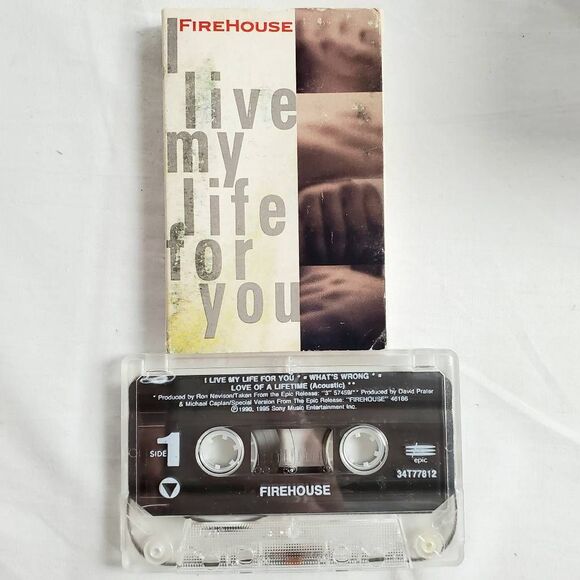 FIREHOUSE
I
live
my
life
for
you
I LIVE MY LIFE FOR YOU * • WHAT'S WRONG *
LOVE OF A LIFETIME (Acoustic) **
* Produced by Ron Nevison/Taken From the Epic Release: "3" 57459/** Produced by David Prater
& Michael Caplan/Special Version From The Epic Release: "FIREHOUSE" 46186
Ⓟ 1990, 1995 Sony Music Entertainment Inc.
SIDE 1
epic
34T77812
FIREHOUSE